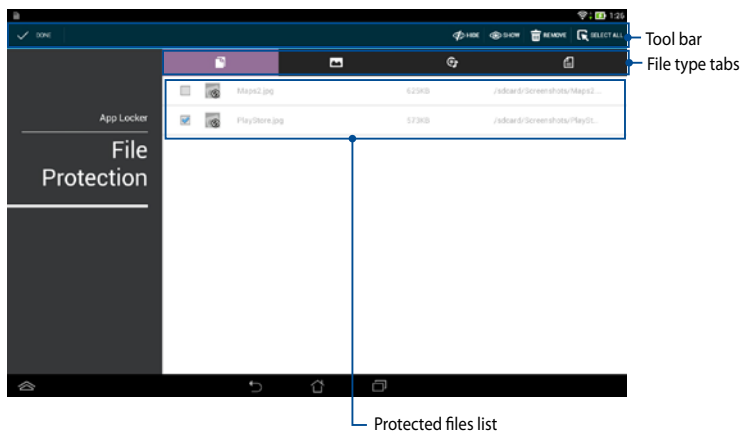 1:26
DONE HIDE SHOW REMOVE SELECT ALL
Tool bar
File type tabs
Maps2.jpg 623KB /sdcard/Screenshots/Maps2...
PlayStore.jpg 573KB /sdcard/Screenshots/PlaySt...
App Locker
File
Protection
Protected files list